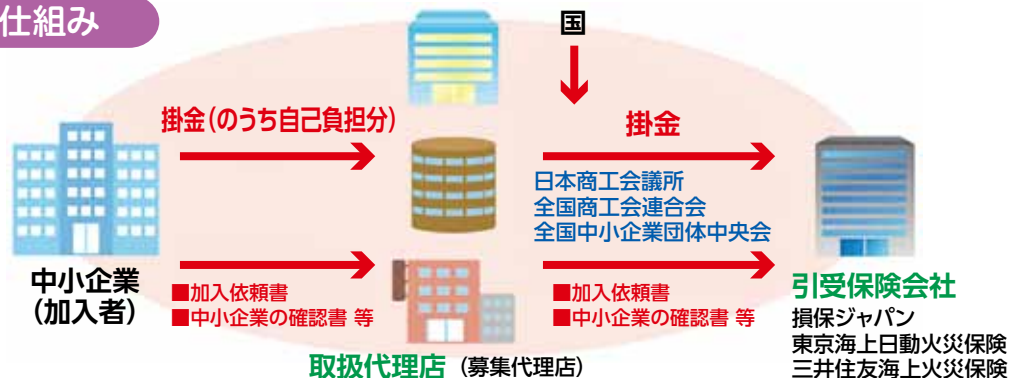 仕組み
国
掛金(のうち自己負担分)
掛金
日本商工会議所
全国商工会連合会
全国中小企業団体中央会
中小企業
(加入者)
■加入依頼書
■中小企業の確認書 等
■加入依頼書
■中小企業の確認書 等
取扱代理店(募集代理店)
引受保険会社
損保ジャパン
東京海上日動火災保険
三井住友海上火災保険